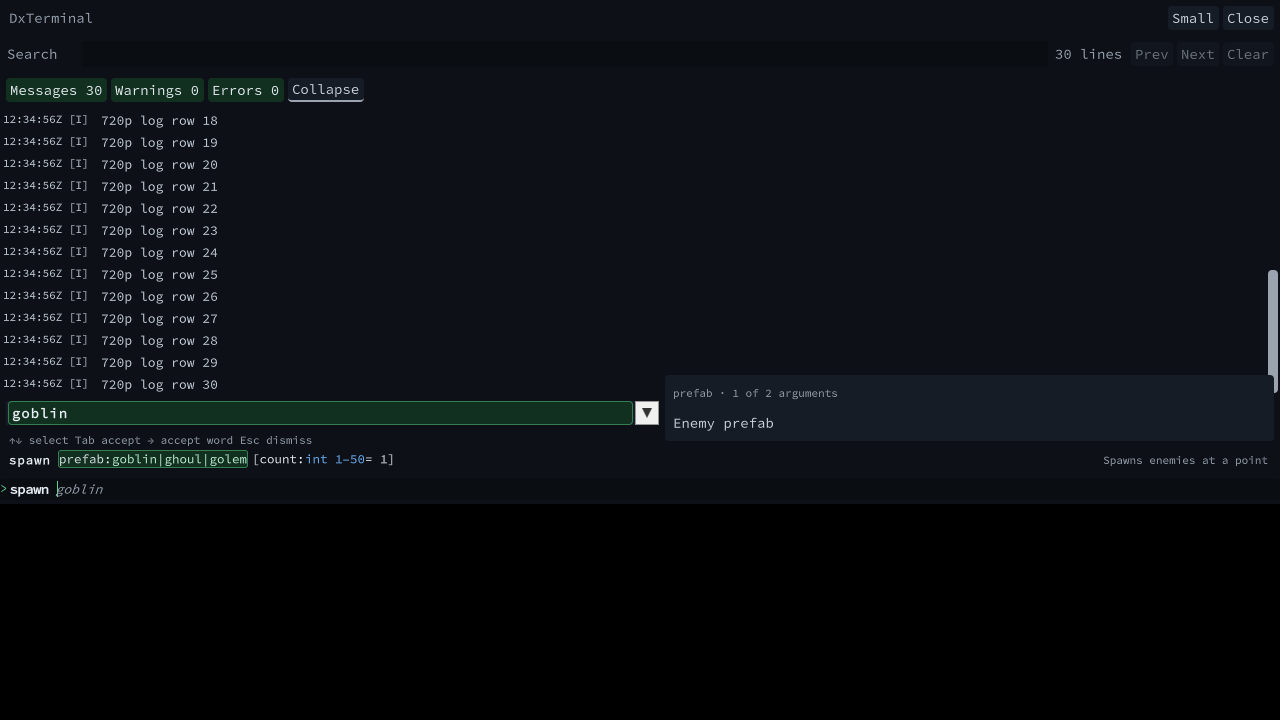 DxTerminal Small Close
Search 30 lines Prev Next Clear
Messages 30 Warnings 0 Errors 0 Collapse
12:34:56Z [I] 720p log row 18
12:34:56Z [I] 720p log row 19
12:34:56Z [I] 720p log row 20
12:34:56Z [I] 720p log row 21
12:34:56Z [I] 720p log row 22
12:34:56Z [I] 720p log row 23
12:34:56Z [I] 720p log row 24
12:34:56Z [I] 720p log row 25
12:34:56Z [I] 720p log row 26
12:34:56Z [I] 720p log row 27
12:34:56Z [I] 720p log row 28
12:34:56Z [I] 720p log row 29
12:34:56Z [I] 720p log row 30
prefab · 1 of 2 arguments
goblin ▼
Enemy prefab
↑↓ select Tab accept → accept word Esc dismiss
spawn prefab:goblin|ghoul|golem [count:int 1–50= 1] Spawns enemies at a point
> spawn goblin